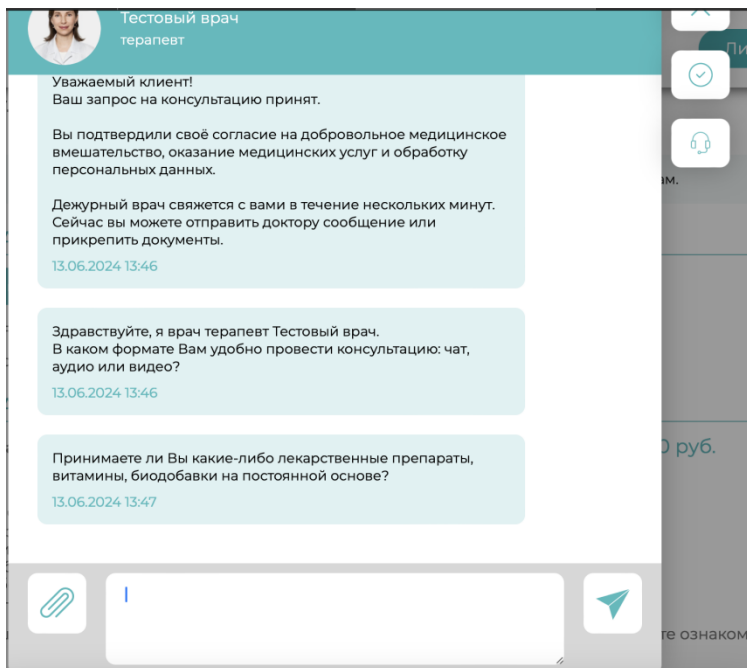 Тестовый врач
терапевт
Уважаемый клиент!
Ваш запрос на консультацию принят.
Вы подтвердили своё согласие на добровольное медицинское
вмешательство, оказание медицинских услуг и обработку
персональных данных.
Дежурный врач свяжется с вами в течение нескольких минут.
Сейчас вы можете отправить доктору сообщение или
прикрепить документы.
13.06.2024 13:46
Здравствуйте, я врач терапевт Тестовый врач.
В каком формате Вам удобно провести консультацию: чат,
аудио или видео?
13.06.2024 13:46
Принимаете ли Вы какие-либо лекарственные препараты,
витамины, биодобавки на постоянной основе?
13.06.2024 13:47
руб.